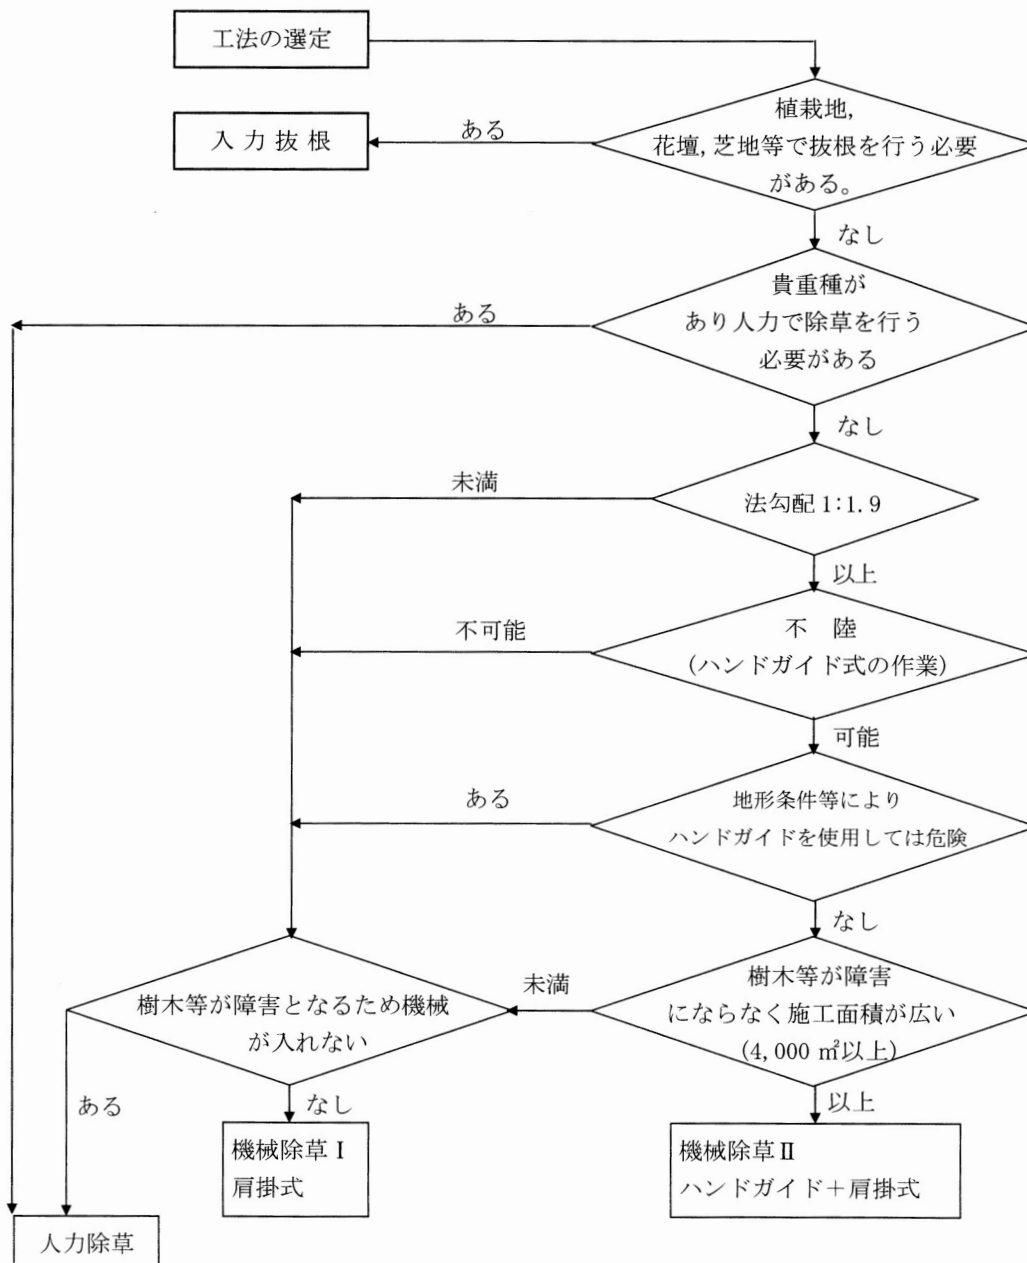 工法の選定
植栽地,
花壇, 芝地等で抜根を行う必要
がある。
ある
入 力 抜 根
なし
貴重種が
あり人力で除草を行う
必要がある
ある
なし
法勾配 1:1.9
未満
以上
不 陸
(ハンドガイド式の作業)
不可能
可能
地形条件等により
ハンドガイドを使用しては危険
ある
なし
樹木等が障害
にならなく施工面積が広い
(4,000 ㎡以上)
未満
樹木等が障害となるため機械
が入れない
ある
なし
以上
機械除草Ⅰ
肩掛式
機械除草Ⅱ
ハンドガイド+肩掛式
人力除草